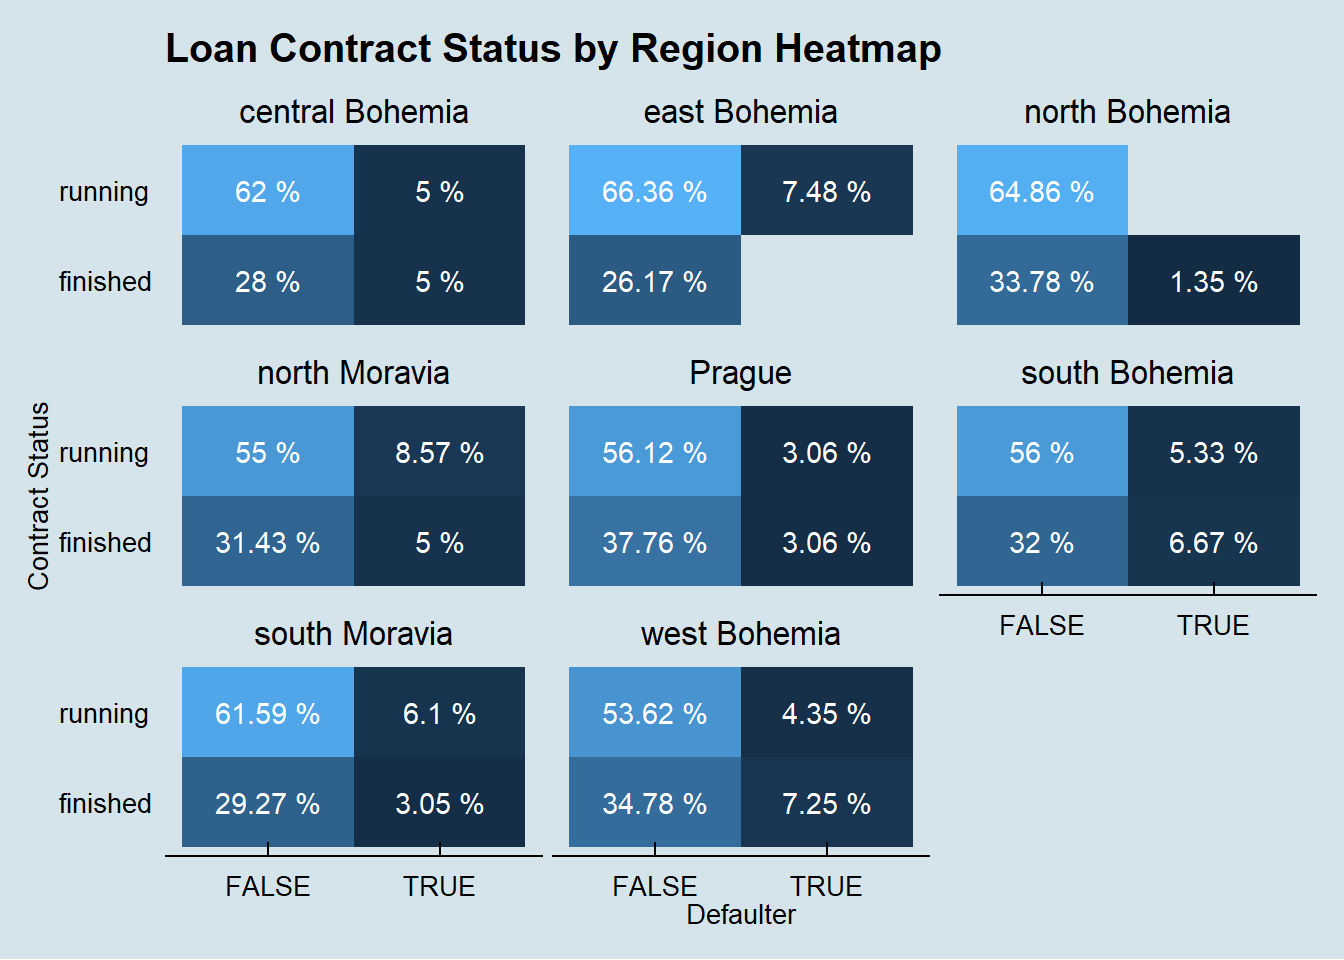 Loan Contract Status by Region Heatmap
central Bohemia east Bohemia north Bohemia
running 62 % 5 % 66.36 % 7.48 % 64.86 %
finished 28 % 5 % 26.17 % 33.78 % 1.35 %
north Moravia Prague south Bohemia
running 55 % 8.57 % 56.12 % 3.06 % 56 % 5.33 %
finished 31.43 % 5 % 37.76 % 3.06 % 32 % 6.67 %
Contract Status
FALSE TRUE
south Moravia west Bohemia
running 61.59 % 6.1 % 53.62 % 4.35 %
finished 29.27 % 3.05 % 34.78 % 7.25 %
FALSE TRUE FALSE TRUE
Defaulter